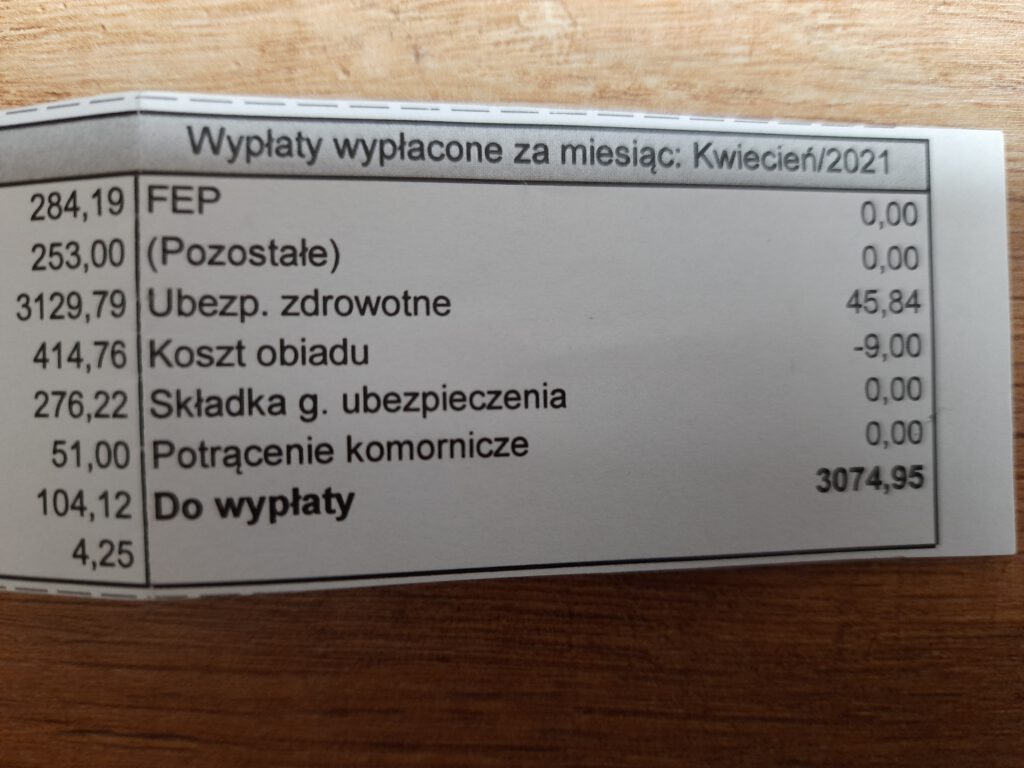 Wypłaty wypłacone za miesiąc: Kwiecień/2021
284,19 FEP 0,00
253,00 (Pozostałe) 0,00
3129,79 Ubezp. zdrowotne 45,84
414,76 Koszt obiadu -9,00
276,22 Składka g. ubezpieczenia 0,00
51,00 Potrącenie komornicze 0,00
104,12 Do wypłaty 3074,95
4,25